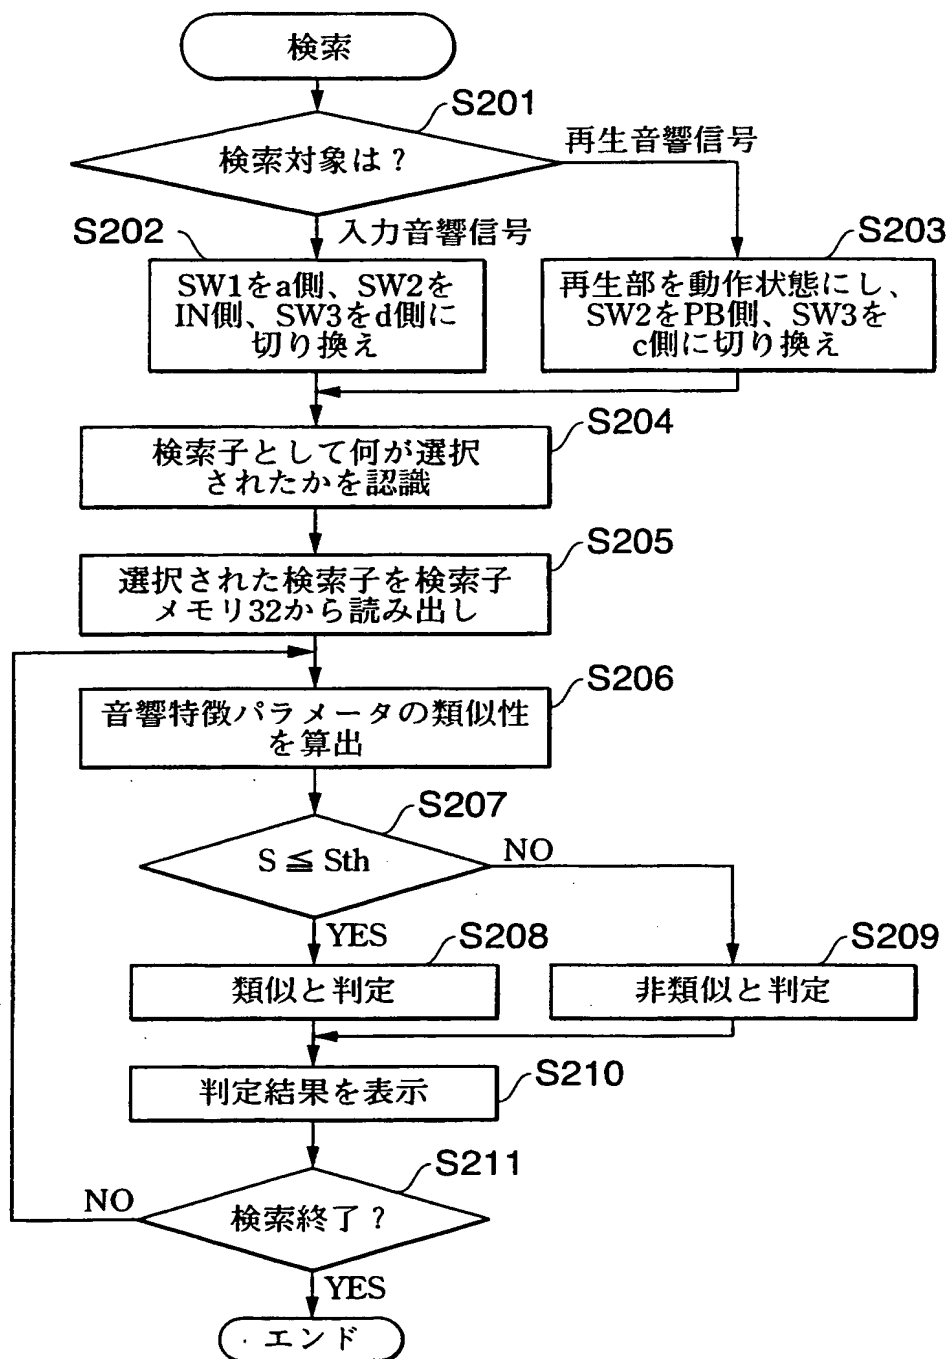 検索
S201
検索対象は?
再生音響信号
S202
入力音響信号
S203
SW1をa側、SW2を
IN側、SW3をd側に
切り換え
再生部を動作状態にし、
SW2をPB側、SW3を
c側に切り換え
S204
検索子として何が選択
されたかを認識
S205
選択された検索子を検索子
メモリ32から読み出し
S206
音響特徴パラメータの類似性
を算出
S207
S ≦ Sth
NO
YES
S208
S209
類似と判定
非類似と判定
S210
判定結果を表示
S211
NO
検索終了?
YES
エンド